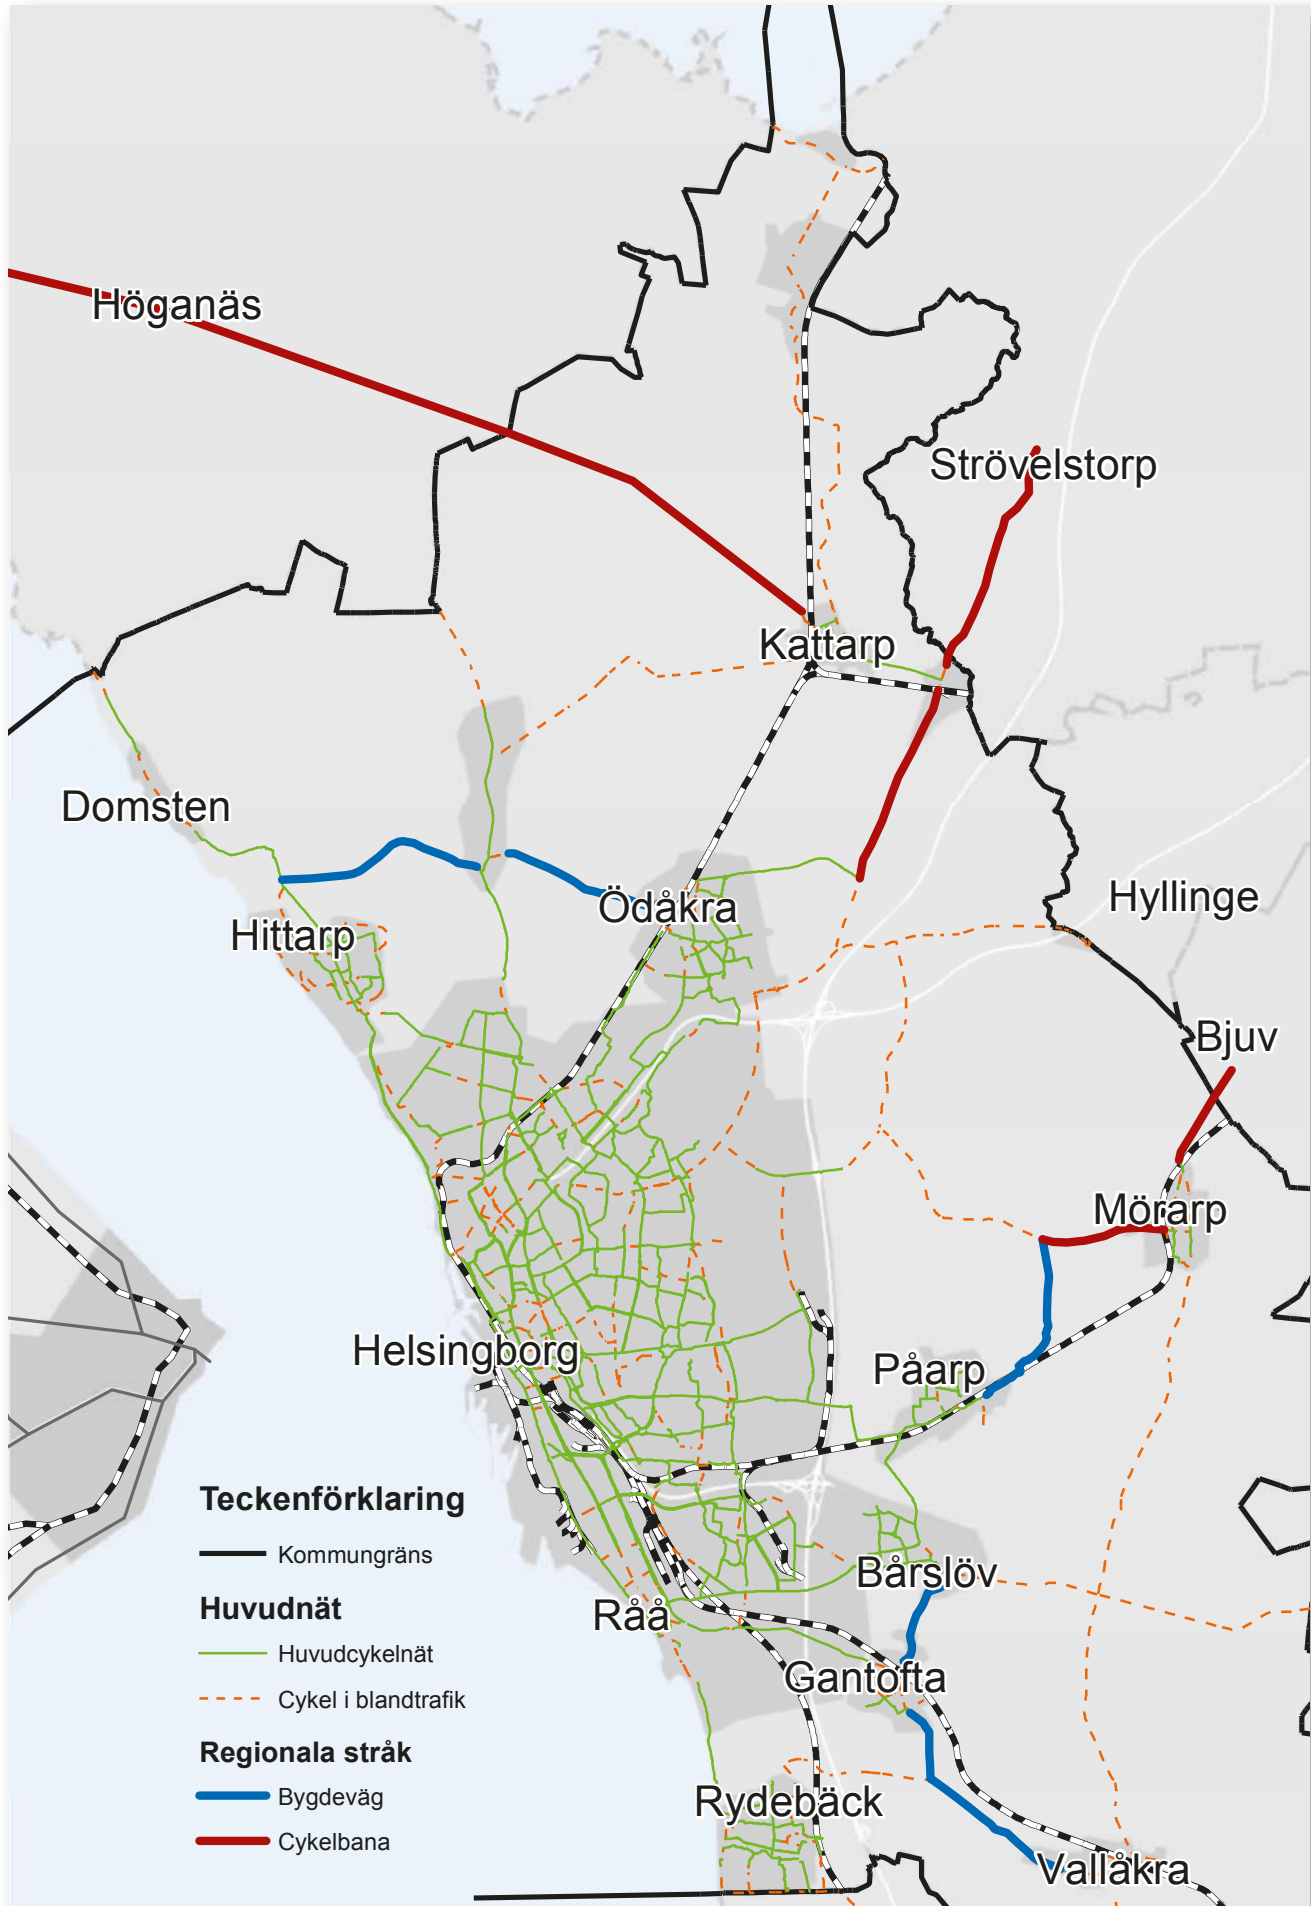 Höganäs
Strövelstorp
Kattarp
Domsten
Hyllinge
Ödåkra
Hittarp
Bjuv
Mörarp
Helsingborg
Påarp
Teckenförklaring
Kommungräns
Bårslöv
Huvudnät
Råå
Huvudcykelnät
Gantofta
Cykel i blandtrafik
Regionala stråk
Bygdeväg
Rydebäck
Cykelbana
Vallåkra